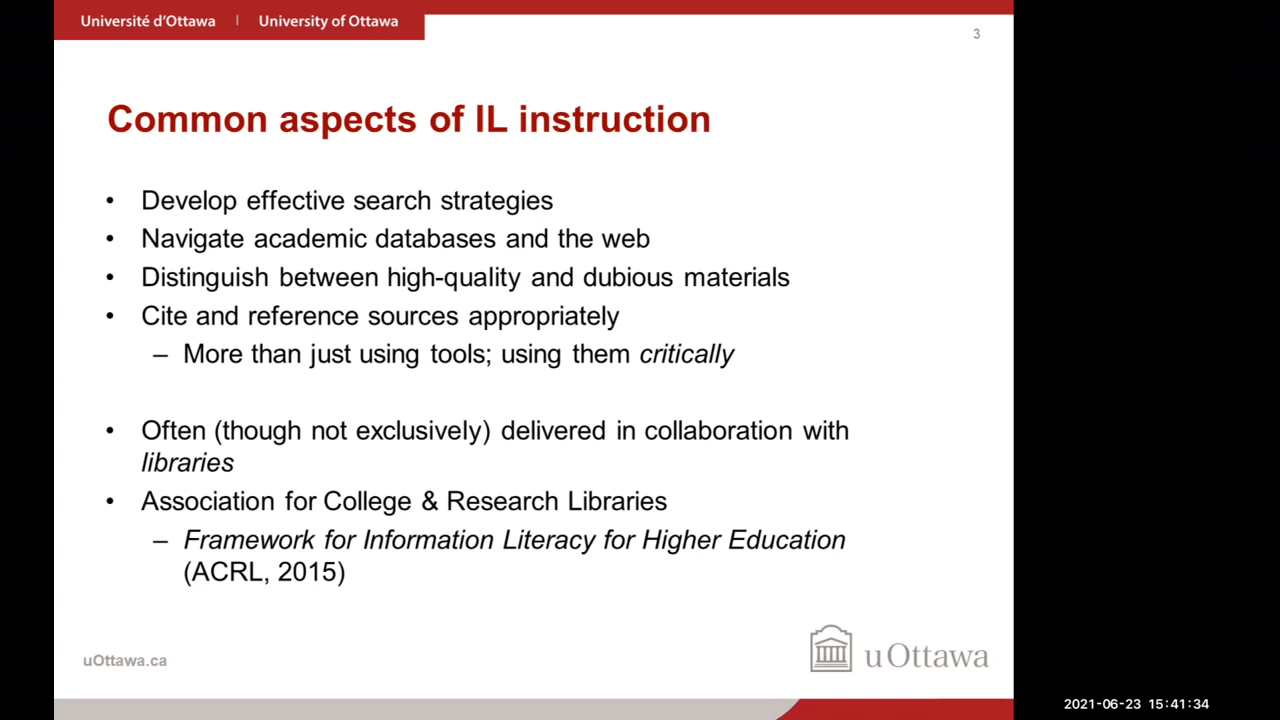 Université d'Ottawa | University of Ottawa
3
Common aspects of IL instruction
• Develop effective search strategies
• Navigate academic databases and the web
• Distinguish between high-quality and dubious materials
• Cite and reference sources appropriately
– More than just using tools; using them critically
• Often (though not exclusively) delivered in collaboration with
libraries
• Association for College & Research Libraries
– Framework for Information Literacy for Higher Education
(ACRL, 2015)
uOttawa.ca
uOttawa
2021-06-23 15:41:34